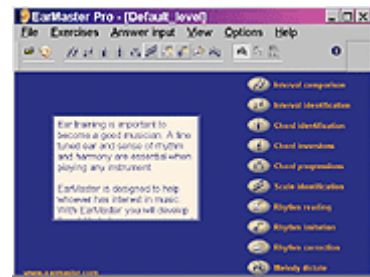 EarMaster Pro - [Default_level]
File Exercises Answer input View Options Help
Interval comparison
Interval identification
Chord identification
Chord inversions
Chord progressions
Scale identification
Rhythm reading
Rhythm imitation
Rhythm correction
Melody dictate
Ear training is important to
become a good musician. A fine
tuned ear and sense of rhythm
and harmony are essential when
playing any instrument
EarMaster is designed to help
whoever has interest in music.
With EarMaster you will develop
www.earmaster.com